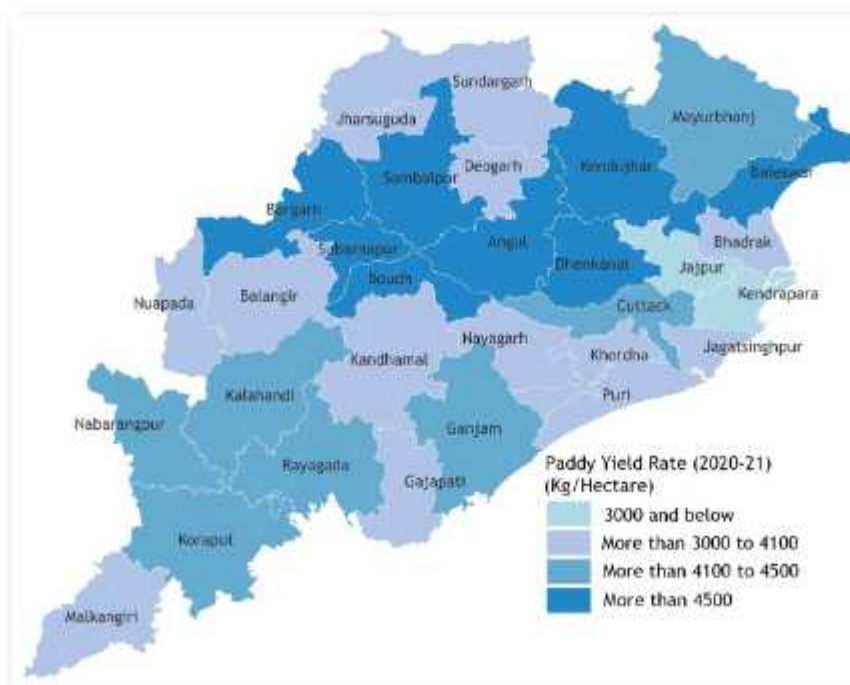 Sundargarh
Jharsuguda
Mayurbhanj
Deogarh
Sambalpur
Kendujhar
Baleswar
Bargarh
Subarnapur
Angul
Bhadrak
Boudh
Dhenkanal
Jajpur
Nuapada
Balangir
Cuttack
Kendrapara
Nayagarh
Kandhamal
Khordha
Jagatsinghpur
Kalahandi
Puri
Nabarangpur
Ganjam
Rayagada
Gajapati
Koraput
Malkangiri
Paddy Yield Rate (2020-21)
(Kg/Hectare)
3000 and below
More than 3000 to 4100
More than 4100 to 4500
More than 4500